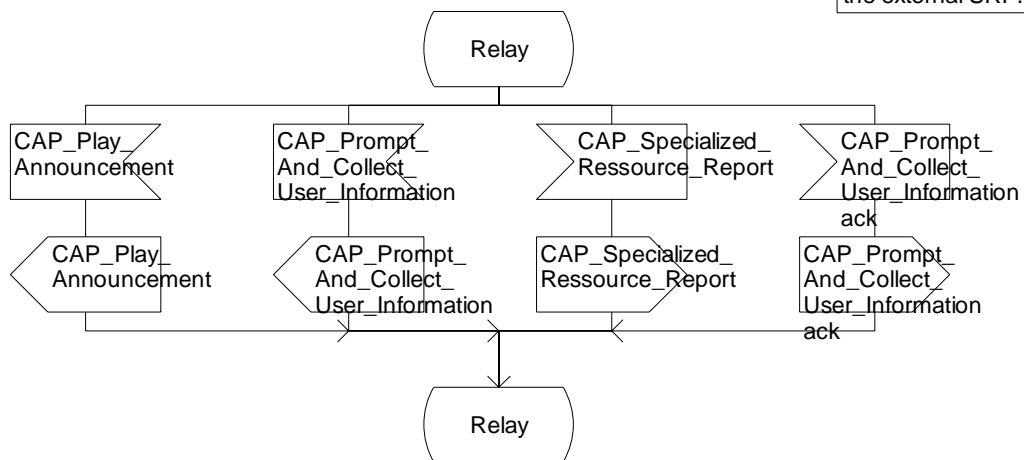 the external SRF.
Relay
CAP_Play_
Announcement
CAP_Prompt_
And_Collect_
User_Information
CAP_Specialized_
Ressource_Report
CAP_Prompt_
And_Collect_
User_Information
ack
CAP_Play_
Announcement
CAP_Prompt_
And_Collect_
User_Information
CAP_Specialized_
Ressource_Report
CAP_Prompt_
And_Collect_
User_Information
ack
Relay